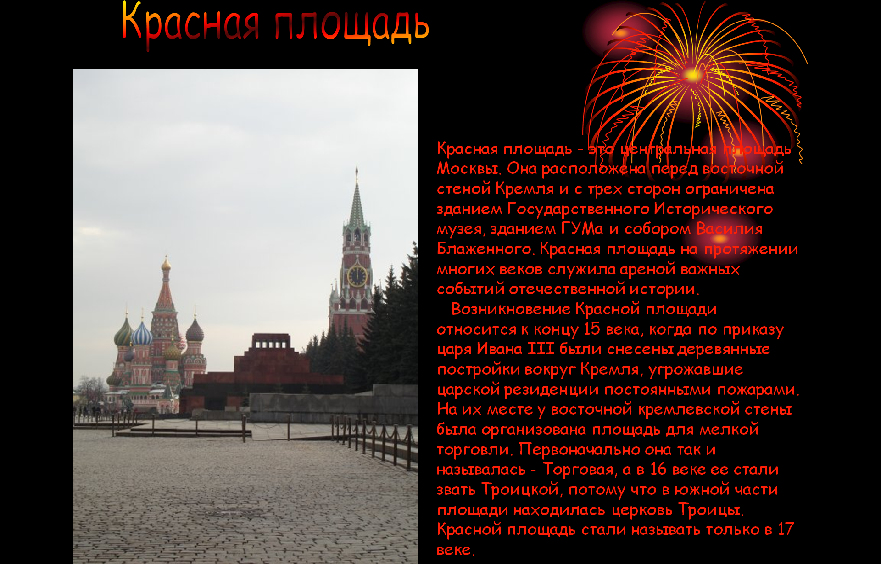 Красная площадь
Красная площадь - эта центральная площадь
Москвы. Она расположена перед восточной
стеной Кремля и с трех сторон ограничена
зданием Государственного Исторического
музея, зданием ГУМа и собором Василия
Блаженного. Красная площадь на протяжении
многих веков служила ареной важных
событий отечественной истории.
Возникновение Красной площади
относится к концу 15 века, когда по приказу
царя Ивана III были снесены деревянные
постройки вокруг Кремля, угрожавшие
царской резиденции постоянными пожарами.
На их месте у восточной кремлевской стены
была организована площадь для мелкой
торговли. Первоначально она так и
называлась - Торговая, а в 16 веке ее стали
звать Троицкой, потому что в южной части
площади находилась церковь Троицы.
Красной площадь стали называть только в 17
веке.